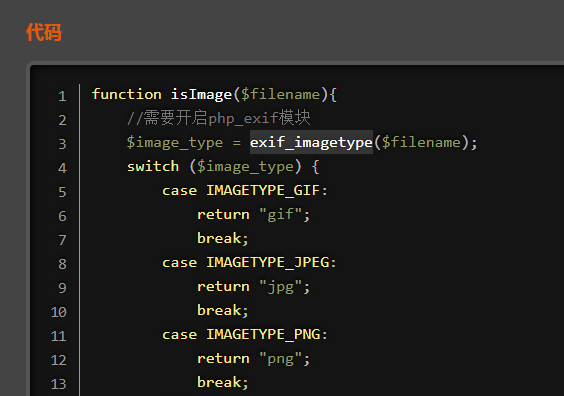 代码
1 function isImage($filename){
2 //需要开启php_exif模块
3 $image_type = exif_imagetype($filename);
4 switch ($image_type) {
5 case IMAGETYPE_GIF:
6 return "gif";
7 break;
8 case IMAGETYPE_JPEG:
9 return "jpg";
10 break;
11 case IMAGETYPE_PNG:
12 return "png";
13 break;